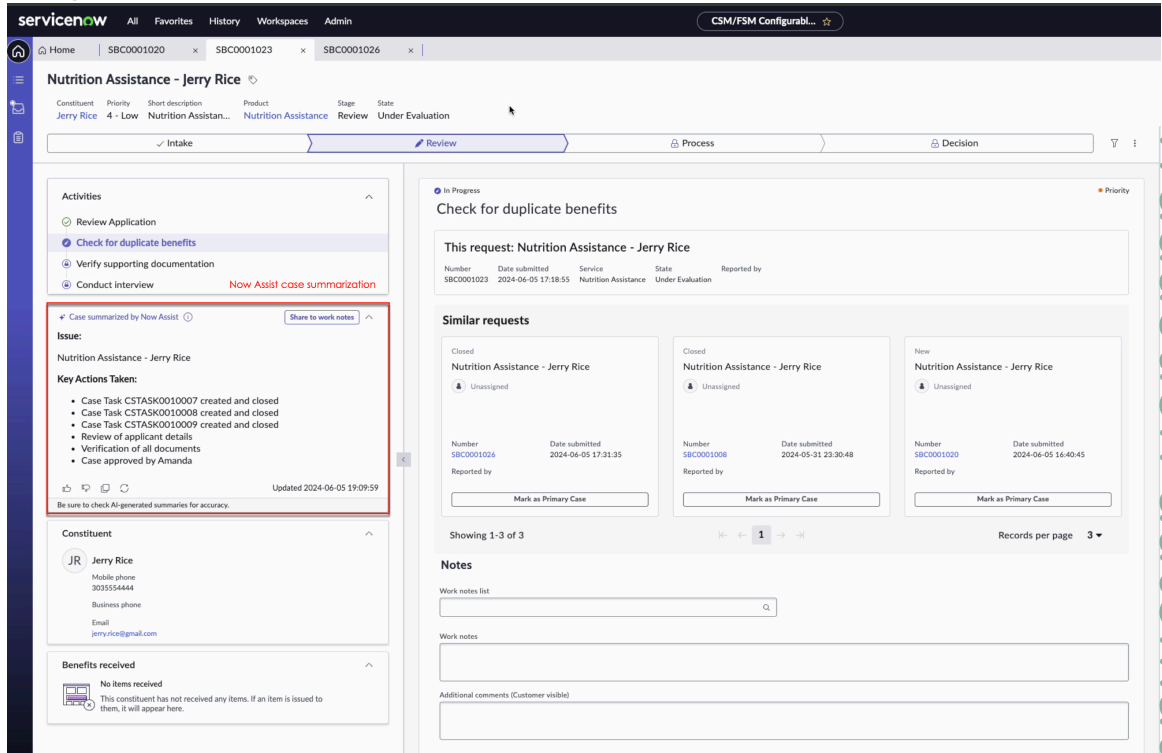 servicenow All Favorites History Workspaces Admin CSM/FSM Configurabl... ☆
Home SBC0001020 × SBC0001023 × SBC0001026 ×
Nutrition Assistance - Jerry Rice
Constituent Priority Short description Product Stage State
Jerry Rice 4 - Low Nutrition Assistan... Nutrition Assistance Review Under Evaluation
✓ Intake Review Process Decision
Activities
Review Application
Check for duplicate benefits
Verify supporting documentation
Conduct interview
Now Assist case summarization
Case summarized by Now Assist Share to work notes
Issue:
Nutrition Assistance - Jerry Rice
Key Actions Taken:
• Case Task CSTASK0010007 created and closed
• Case Task CSTASK0010008 created and closed
• Case Task CSTASK0010009 created and closed
• Review of applicant details
• Verification of all documents
• Case approved by Amanda
Updated 2024-06-05 19:09:59
Be sure to check AI-generated summaries for accuracy.
Constituent
JR Jerry Rice
Mobile phone
3035554444
Business phone
Email
jerry.rice@gmail.com
Benefits received
No items received
This constituent has not received any items. If an item is issued to
them, it will appear here.
In Progress Priority
Check for duplicate benefits
This request: Nutrition Assistance - Jerry Rice
Number Date submitted Service State Reported by
SBC0001023 2024-06-05 17:18:55 Nutrition Assistance Under Evaluation
Similar requests
Closed
Nutrition Assistance - Jerry Rice
Unassigned
Number Date submitted
SBC0001026 2024-06-05 17:31:35
Reported by
Mark as Primary Case
Closed
Nutrition Assistance - Jerry Rice
Unassigned
Number Date submitted
SBC0001008 2024-05-31 23:30:48
Reported by
Mark as Primary Case
New
Nutrition Assistance - Jerry Rice
Unassigned
Number Date submitted
SBC0001020 2024-06-05 16:40:45
Reported by
Mark as Primary Case
Showing 1-3 of 3 1 Records per page 3
Notes
Work notes list
Work notes
Additional comments (Customer visible)